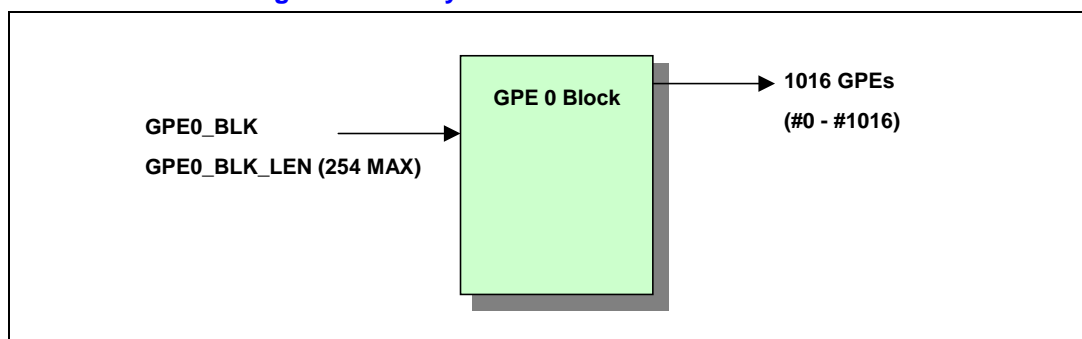 GPE 0 Block
1016 GPEs
(#0 - #1016)
GPE0_BLK
GPE0_BLK_LEN (254 MAX)